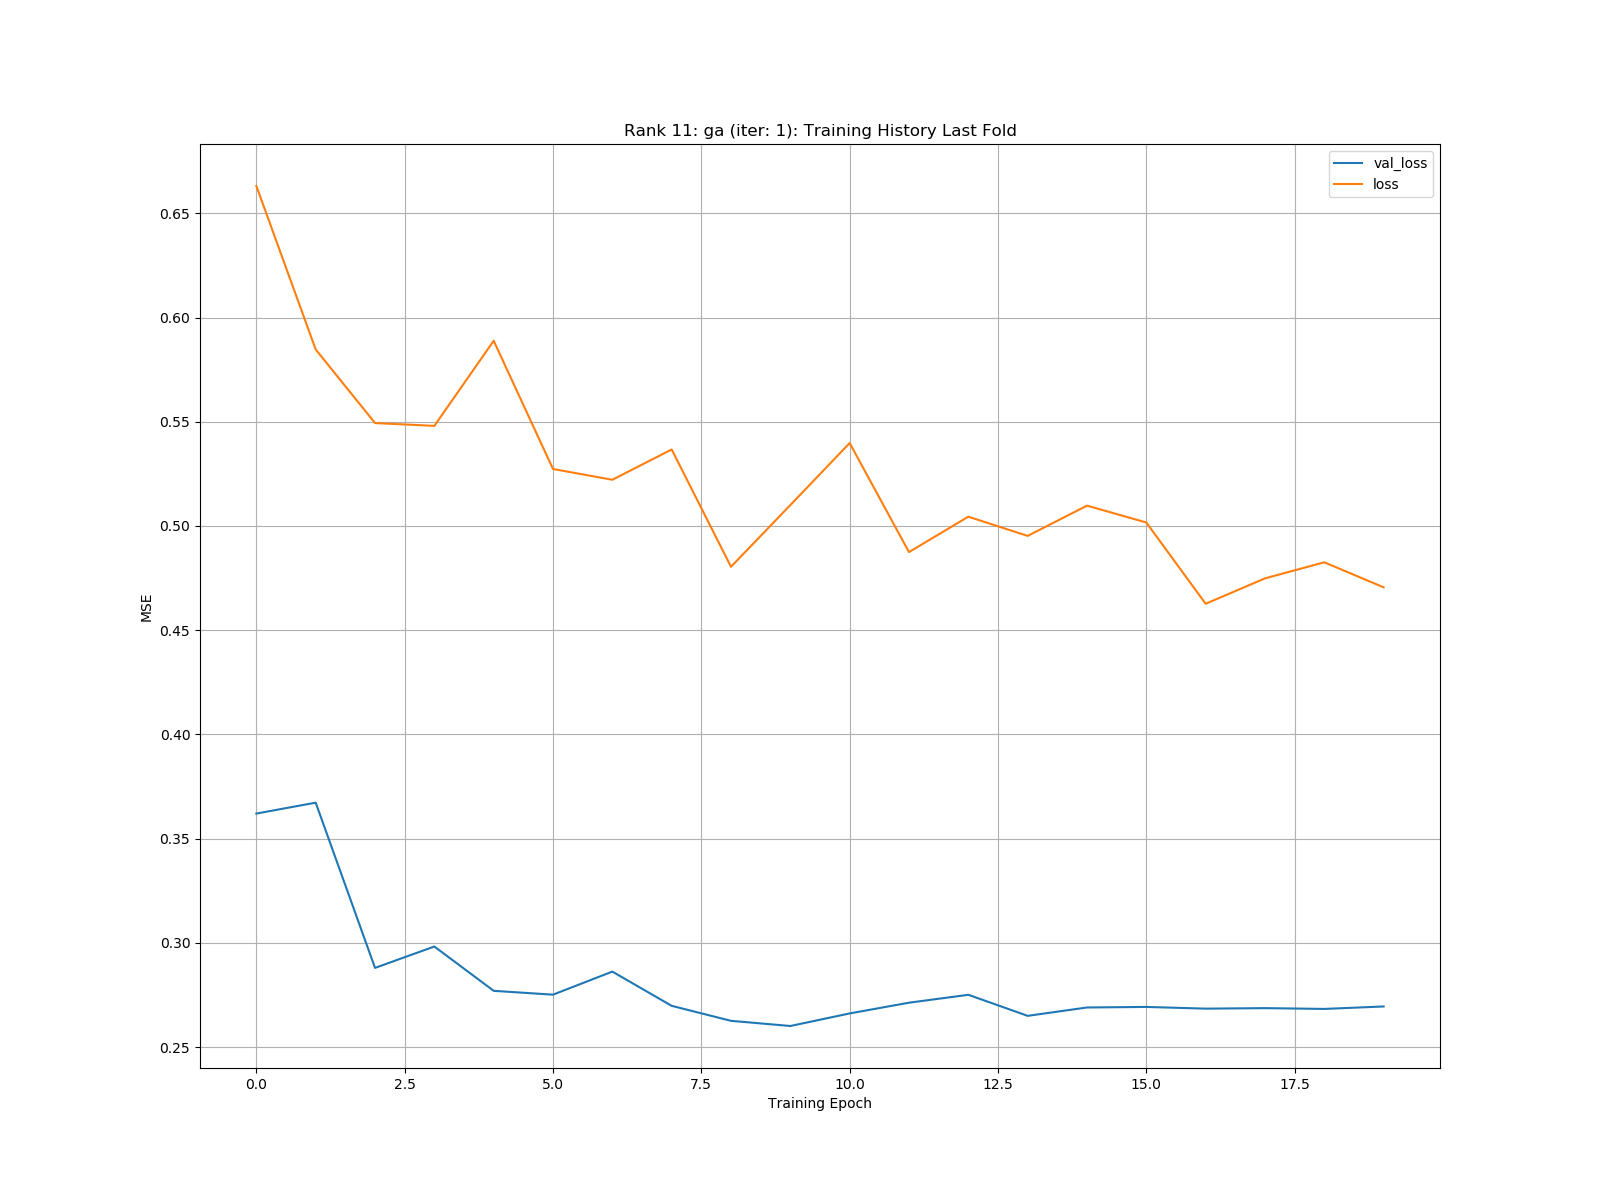 Rank 11: ga (iter: 1): Training History Last Fold
val_loss
loss
0.65
0.60
0.55
0.50
0.45
0.40
0.35
0.30
0.25
MSE
0.0 2.5 5.0 7.5 10.0 12.5 15.0 17.5
Training Epoch